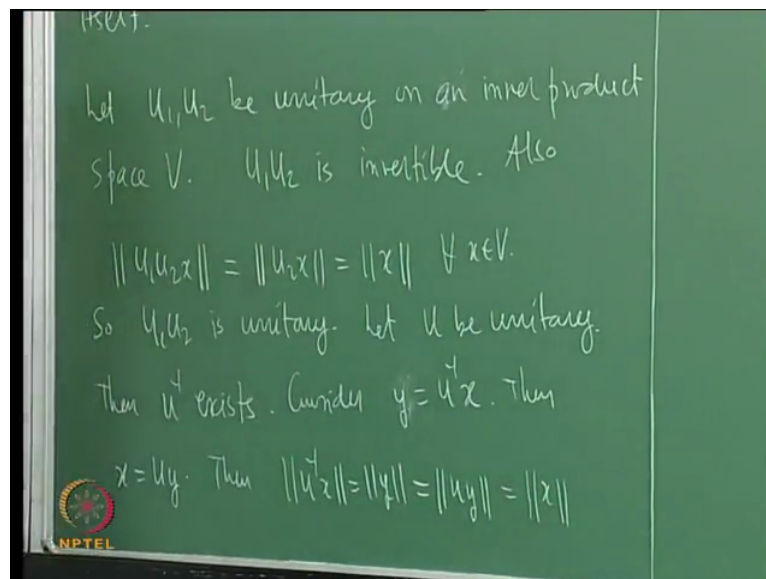 itself.
Let U₁, U₂ be unitary on an inner product
space V. U₁U₂ is invertible. Also
||U₁U₂x|| = ||U₂x|| = ||x|| ∀ x∈V.
So U₁U₂ is unitary. Let U be unitary.
Then U⁻¹ exists. Consider y = U⁻¹x. Then
x = Uy. Then ||U⁻¹x|| = ||y|| = ||Uy|| = ||x||
NPTEL